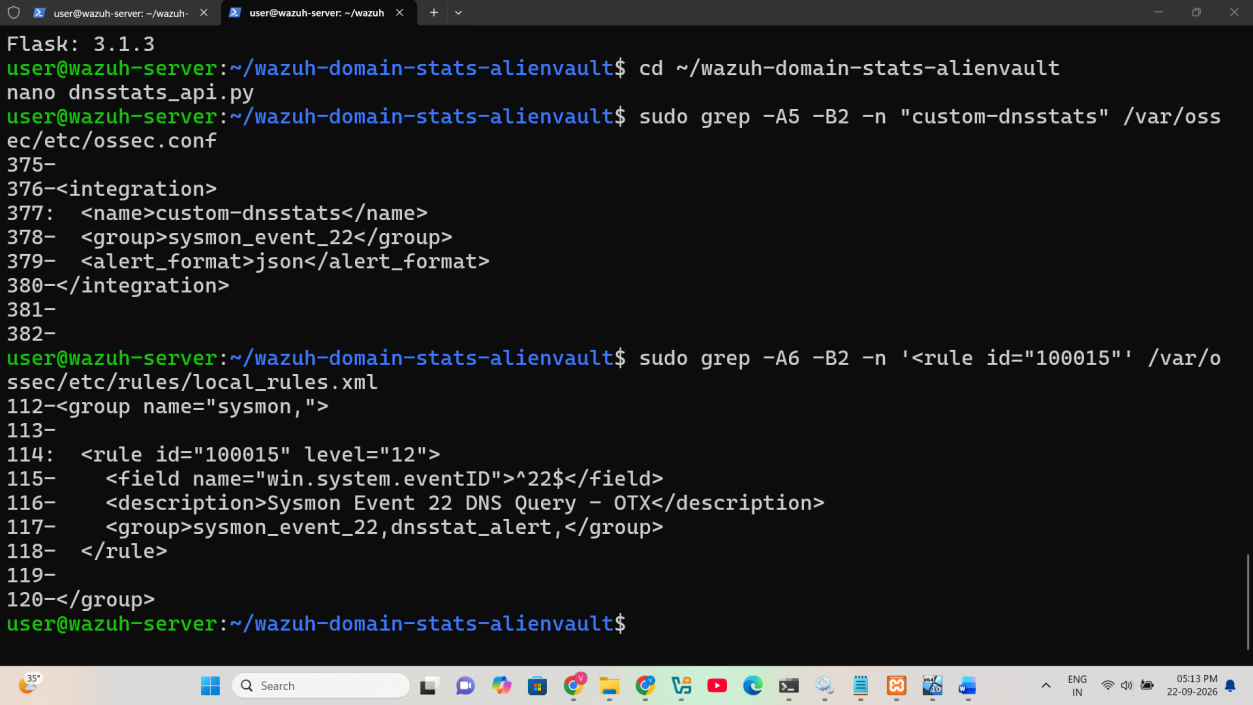 user@wazuh-server: ~/wazuh-
user@wazuh-server: ~/wazuh
Flask: 3.1.3
user@wazuh-server:~/wazuh-domain-stats-alienvault$ cd ~/wazuh-domain-stats-alienvault
nano dnsstats_api.py
user@wazuh-server:~/wazuh-domain-stats-alienvault$ sudo grep -A5 -B2 -n "custom-dnsstats" /var/oss
ec/etc/ossec.conf
375-
376-<integration>
377:  <name>custom-dnsstats</name>
378-  <group>sysmon_event_22</group>
379-  <alert_format>json</alert_format>
380-</integration>
381-
382-
user@wazuh-server:~/wazuh-domain-stats-alienvault$ sudo grep -A6 -B2 -n '<rule id="100015"' /var/o
ssec/etc/rules/local_rules.xml
112-<group name="sysmon,">
113-
114:  <rule id="100015" level="12">
115-    <field name="win.system.eventID">^22$</field>
116-    <description>Sysmon Event 22 DNS Query - OTX</description>
117-    <group>sysmon_event_22,dnsstat_alert,</group>
118-  </rule>
119-
120-</group>
user@wazuh-server:~/wazuh-domain-stats-alienvault$
35°
Search
ENG
IN
05:13 PM
22-09-2026